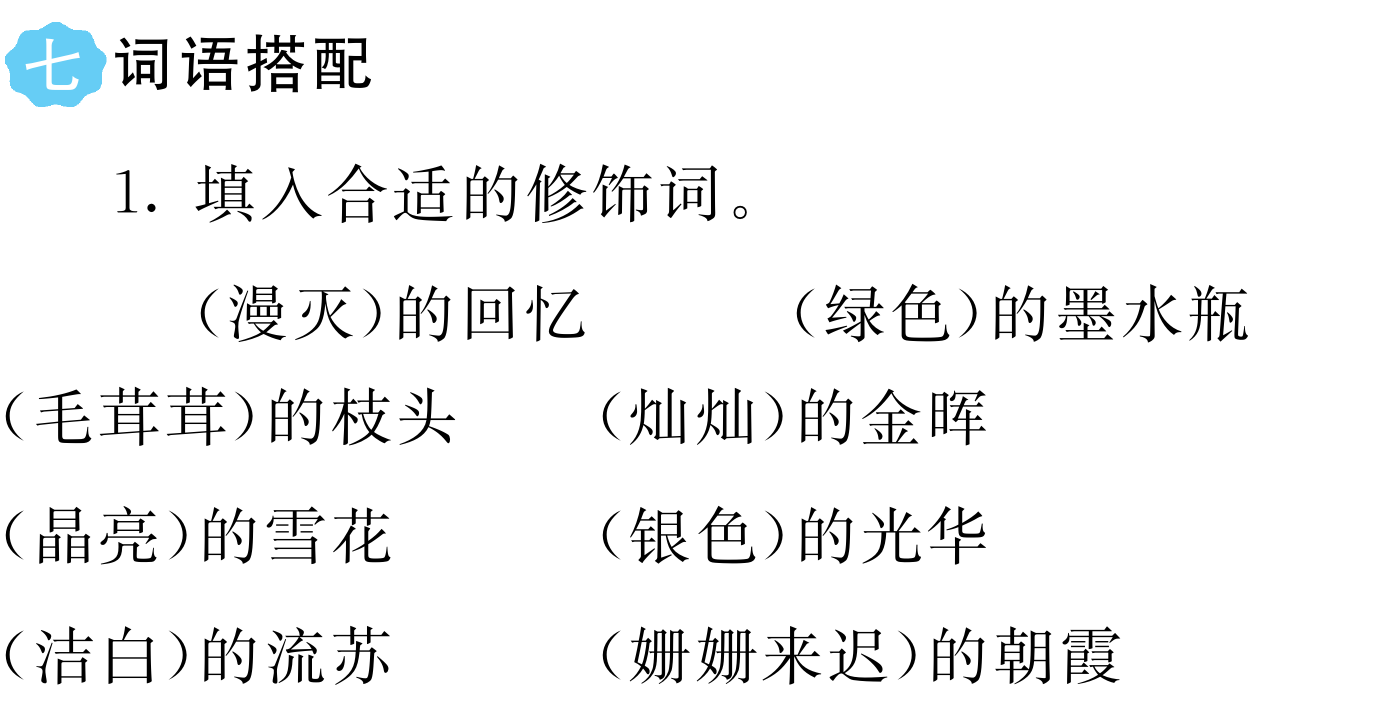 七 词语搭配
1. 填入合适的修饰词。
(漫灭)的回忆 (绿色)的墨水瓶
(毛茸茸)的枝头 (灿灿)的金晖
(晶亮)的雪花 (银色)的光华
(洁白)的流苏 (姗姗来迟)的朝霞